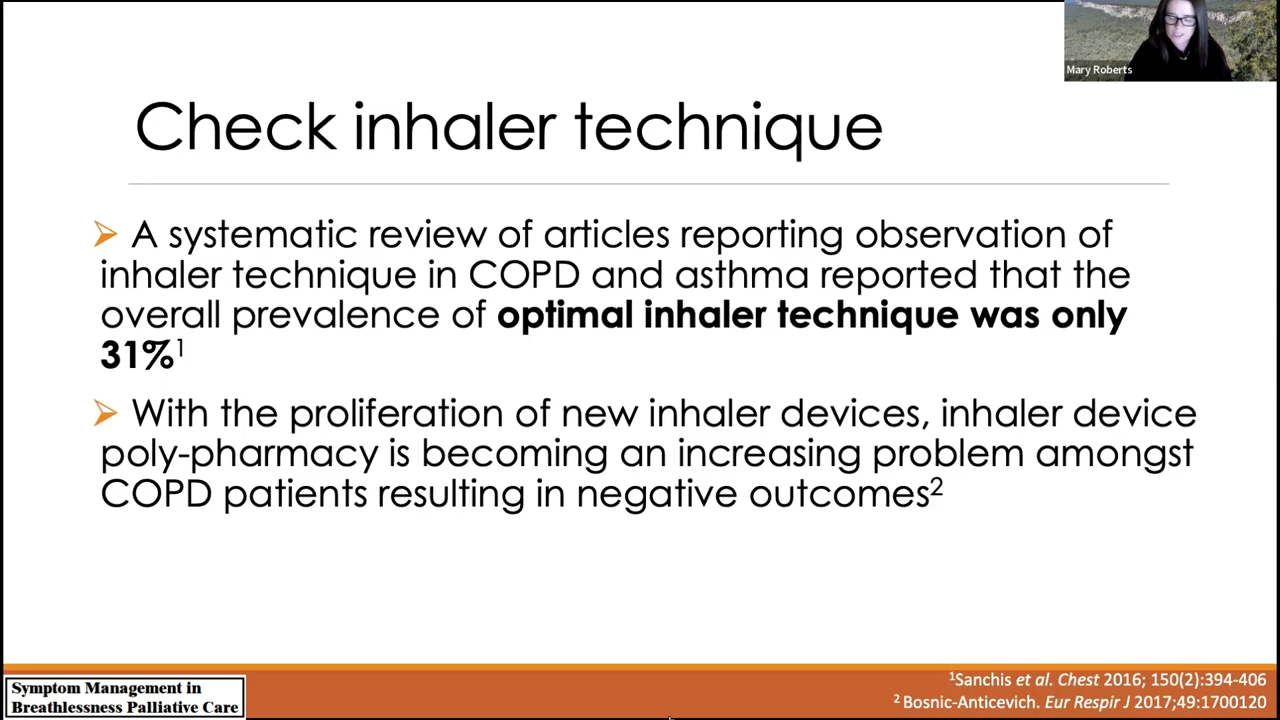 Mary Roberts
Check inhaler technique
➢ A systematic review of articles reporting observation of
inhaler technique in COPD and asthma reported that the
overall prevalence of optimal inhaler technique was only
31%¹
➢ With the proliferation of new inhaler devices, inhaler device
poly-pharmacy is becoming an increasing problem amongst
COPD patients resulting in negative outcomes²
Symptom Management in
Breathlessness Palliative Care
¹Sanchis et al. Chest 2016; 150(2):394-406
² Bosnic-Anticevich. Eur Respir J 2017;49:1700120